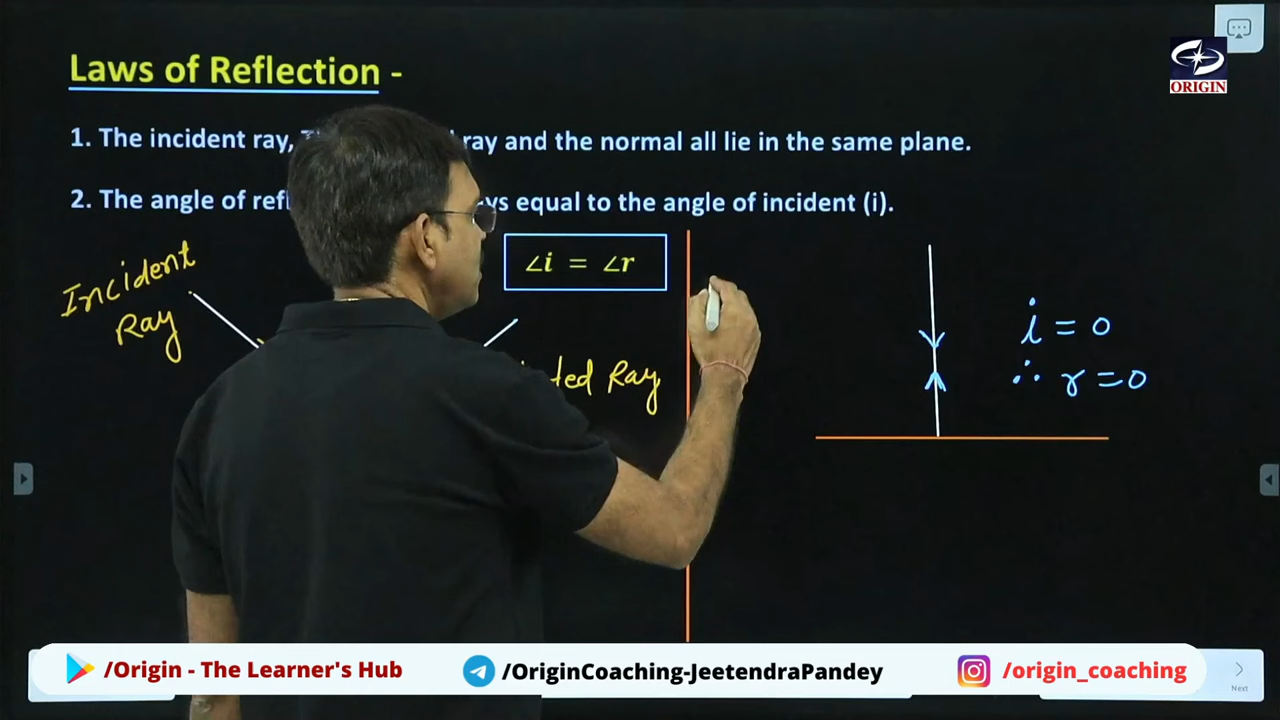 Laws of Reflection -
ORIGIN
1. The incident ray, ray and the normal all lie in the same plane.
2. The angle of equal to the angle of incident (i).
∠i = ∠r
Incident
Ray
Ray
i = 0
∴ r = 0
/Origin - The Learner's Hub
/OriginCoaching-JeetendraPandey
/origin_coaching
Next